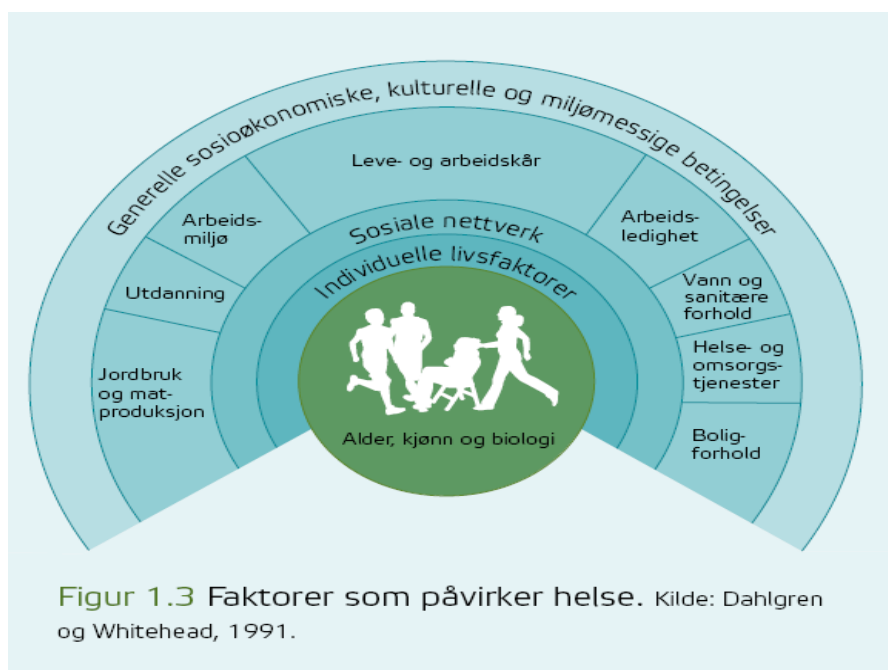 Generelle sosioøkonomiske, kulturelle og miljømessige betingelser
Leve- og arbeidskår
Arbeids-
miljø
Arbeids-
ledighet
Sosiale nettverk
Individuelle livsfaktorer
Utdanning
Vann og
sanitære
forhold
Jordbruk
og mat-
produksjon
Helse- og
omsorgs-
tjenester
Bolig-
forhold
Alder, kjønn og biologi
Figur 1.3 Faktorer som påvirker helse. Kilde: Dahlgren
og Whitehead, 1991.